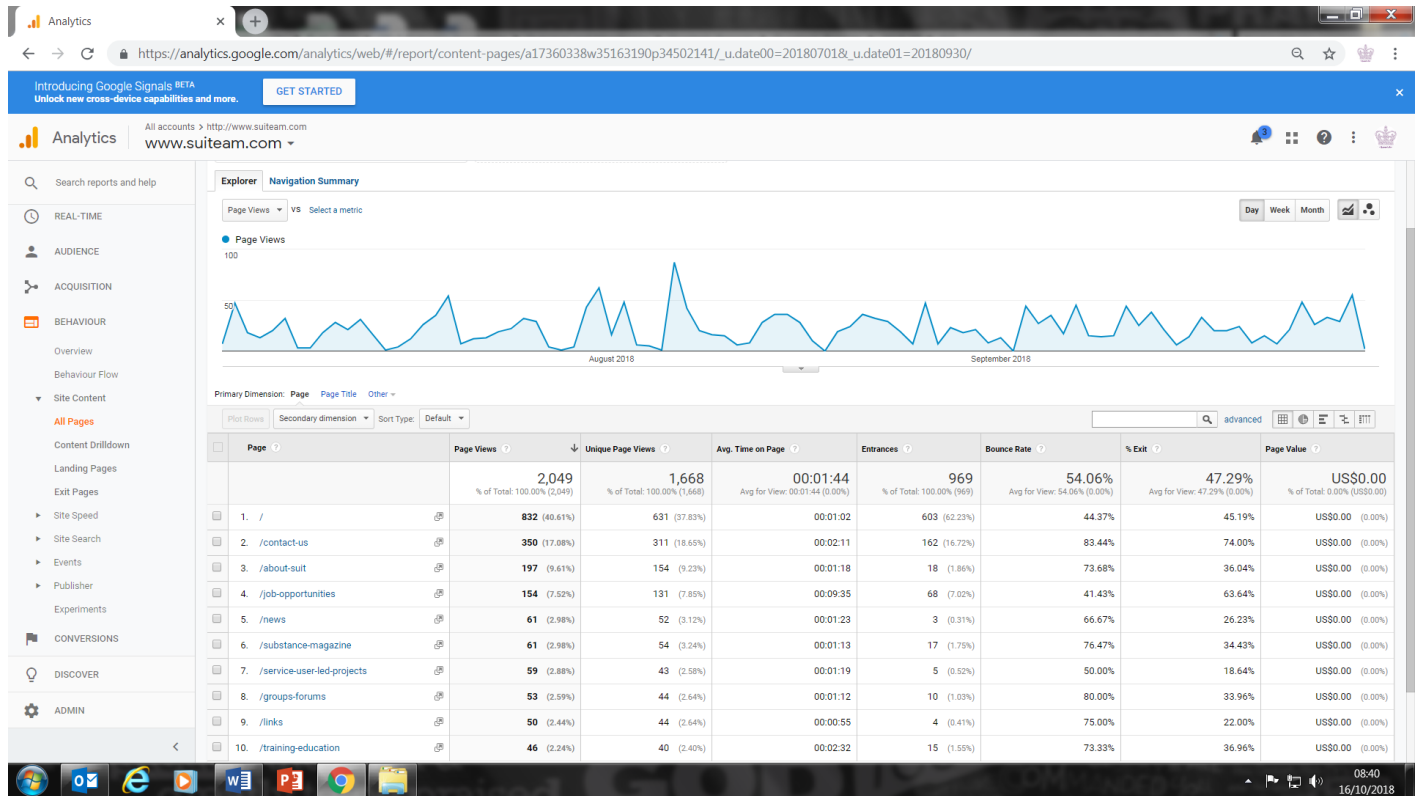 Analytics
https://analytics.google.com/analytics/web/#/report/content-pages/a17360338w35163190p34502141/_u.date00=20180701&_u.date01=20180930/
Introducing Google Signals BETA
Unlock new cross-device capabilities and more.
GET STARTED
Analytics
All accounts > http://www.suiteam.com
www.suiteam.com
3
Search reports and help
REAL-TIME
AUDIENCE
ACQUISITION
BEHAVIOUR
Overview
Behaviour Flow
Site Content
All Pages
Content Drilldown
Landing Pages
Exit Pages
Site Speed
Site Search
Events
Publisher
Experiments
CONVERSIONS
DISCOVER
ADMIN
Explorer Navigation Summary
Page Views VS Select a metric
Day Week Month
Page Views
100
50
August 2018 September 2018
Primary Dimension: Page Page Title Other
Plot Rows Secondary dimension Sort Type: Default advanced
Page Page Views Unique Page Views Avg. Time on Page Entrances Bounce Rate % Exit Page Value
2,049 1,668 00:01:44 969 54.06% 47.29% US$0.00
% of Total: 100.00% (2,049) % of Total: 100.00% (1,668) Avg for View: 00:01:44 (0.00%) % of Total: 100.00% (969) Avg for View: 54.06% (0.00%) Avg for View: 47.29% (0.00%) % of Total: 0.00% (US$0.00)
1. / 832 (40.61%) 631 (37.83%) 00:01:02 603 (62.23%) 44.37% 45.19% US$0.00 (0.00%)
2. /contact-us 350 (17.08%) 311 (18.65%) 00:02:11 162 (16.72%) 83.44% 74.00% US$0.00 (0.00%)
3. /about-suit 197 (9.61%) 154 (9.23%) 00:01:18 18 (1.86%) 73.68% 36.04% US$0.00 (0.00%)
4. /job-opportunities 154 (7.52%) 131 (7.85%) 00:09:35 68 (7.02%) 41.43% 63.64% US$0.00 (0.00%)
5. /news 61 (2.98%) 52 (3.12%) 00:01:23 3 (0.31%) 66.67% 26.23% US$0.00 (0.00%)
6. /substance-magazine 61 (2.98%) 54 (3.24%) 00:01:13 17 (1.75%) 76.47% 34.43% US$0.00 (0.00%)
7. /service-user-led-projects 59 (2.88%) 43 (2.58%) 00:01:19 5 (0.52%) 50.00% 18.64% US$0.00 (0.00%)
8. /groups-forums 53 (2.59%) 44 (2.64%) 00:01:12 10 (1.03%) 80.00% 33.96% US$0.00 (0.00%)
9. /links 50 (2.44%) 44 (2.64%) 00:00:55 4 (0.41%) 75.00% 22.00% US$0.00 (0.00%)
10. /training-education 46 (2.24%) 40 (2.40%) 00:02:32 15 (1.55%) 73.33% 36.96% US$0.00 (0.00%)
08:40
16/10/2018